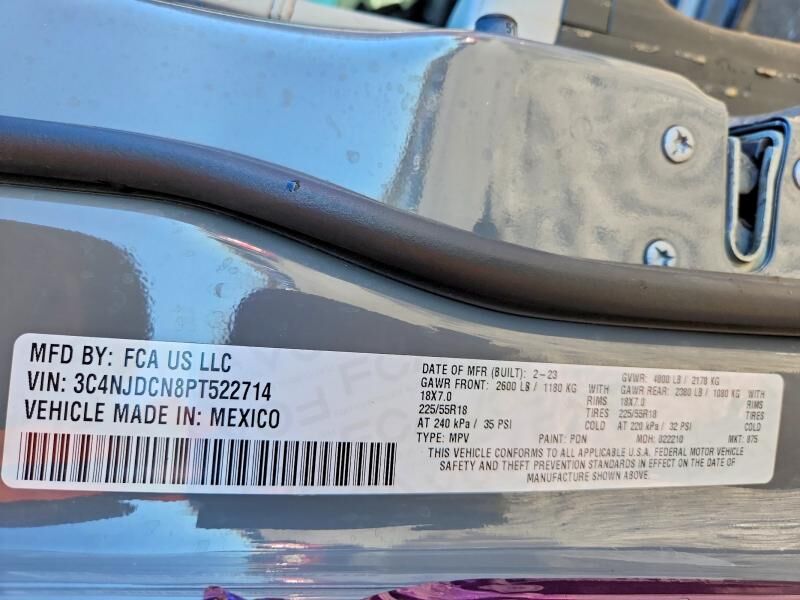 MFD BY: FCA US LLC
VIN: 3C4NJDCN8PT522714
VEHICLE MADE IN: MEXICO
DATE OF MFR (BUILT): 2-23 GVWR: 4800 LB / 2178 KG
GAWR FRONT: 2600 LB / 1180 KG WITH GAWR REAR: 2380 LB / 1080 KG WITH
18X7.0 RIMS 18X7.0 RIMS
225/55R18 TIRES 225/55R18 TIRES
AT 240 kPa / 35 PSI COLD AT 220 kPa / 32 PSI COLD
TYPE: MPV PAINT: PDN MDH: 022210 MKT: 875
THIS VEHICLE CONFORMS TO ALL APPLICABLE U.S.A. FEDERAL MOTOR VEHICLE
SAFETY AND THEFT PREVENTION STANDARDS IN EFFECT ON THE DATE OF
MANUFACTURE SHOWN ABOVE.